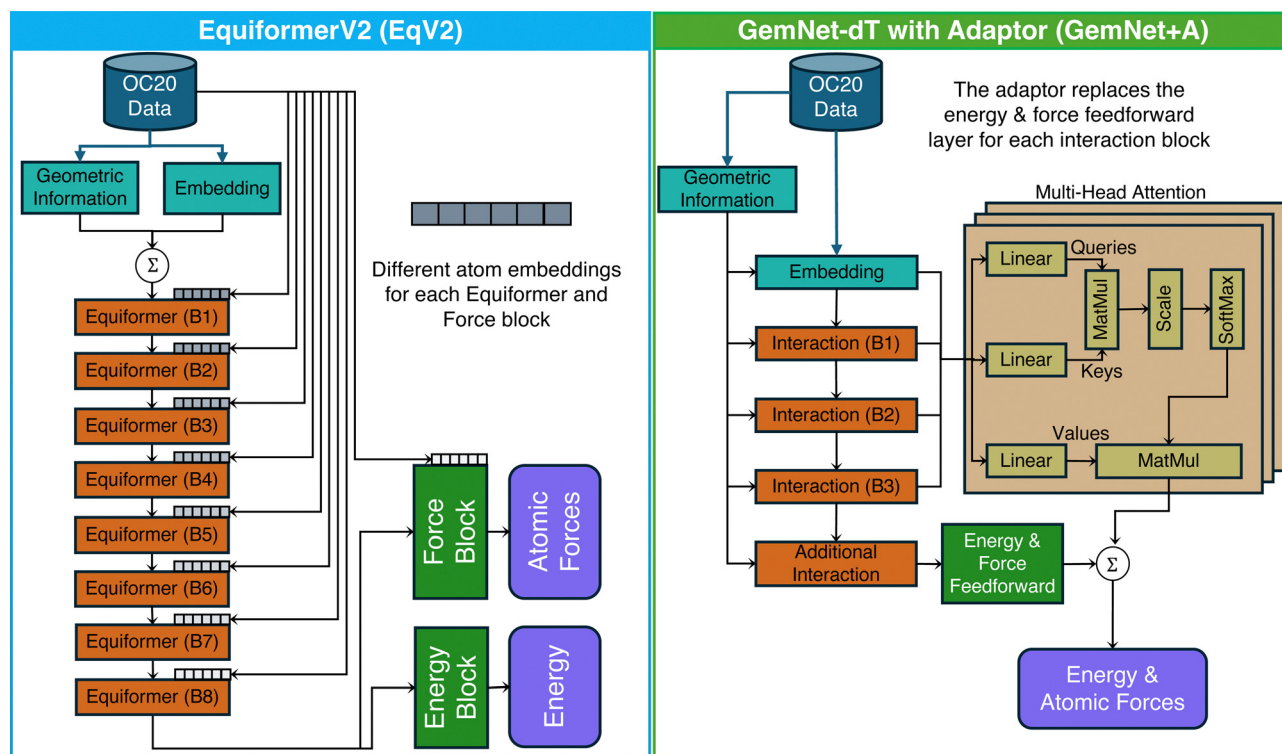 EquiformerV2 (EqV2)
OC20
Data
Geometric
Information
Embedding
Σ
Different atom embeddings
for each Equiformer and
Force block
Equiformer (B1)
Equiformer (B2)
Equiformer (B3)
Equiformer (B4)
Equiformer (B5)
Equiformer (B6)
Equiformer (B7)
Equiformer (B8)
Force
Block
Atomic
Forces
Energy
Block
Energy
GemNet-dT with Adaptor (GemNet+A)
OC20
Data
The adaptor replaces the
energy & force feedforward
layer for each interaction block
Geometric
Information
Embedding
Interaction (B1)
Interaction (B2)
Interaction (B3)
Additional
Interaction
Multi-Head Attention
Linear
Queries
MatMul
Scale
SoftMax
Linear
Keys
Values
Linear
MatMul
Energy &
Force
Feedforward
Σ
Energy &
Atomic Forces